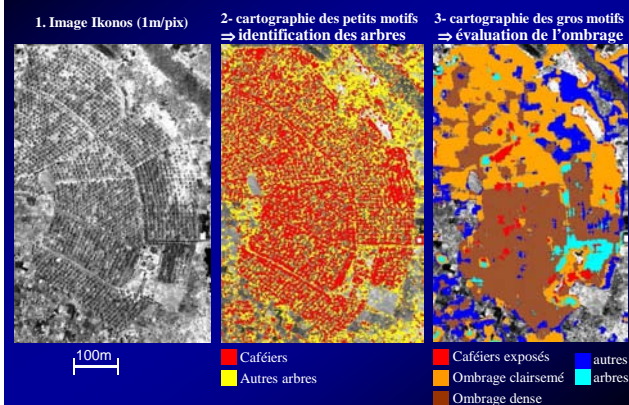 1. Image Ikonos (1m/pix)
2- cartographie des petits motifs
⇒ identification des arbres
3- cartographie des gros motifs
⇒ évaluation de l'ombrage
100m
Caféiers
Autres arbres
Caféiers exposés
Ombrage clairsemé
Ombrage dense
autres
arbres